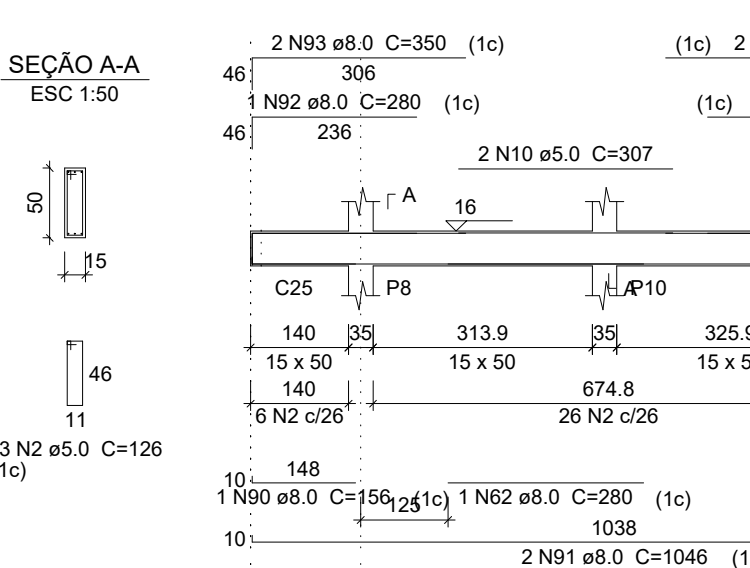 SEÇÃO A-A
ESC 1:50
50
15
46
11
3 N2 ø5.0 C=126
1c)
2 N93 ø8.0 C=350 (1c)
(1c) 2
46
306
1 N92 ø8.0 C=280 (1c)
(1c)
46
236
2 N10 ø5.0 C=307
A
16
C25
P8
A
P10
140
35
313.9
35
325.9
15 x 50
15 x 50
15 x 5
140
674.8
6 N2 c/26
26 N2 c/26
10
148
1 N90 ø8.0 C=156 (1c)
1 N62 ø8.0 C=280 (1c)
125
10
1038
2 N91 ø8.0 C=1046 (1